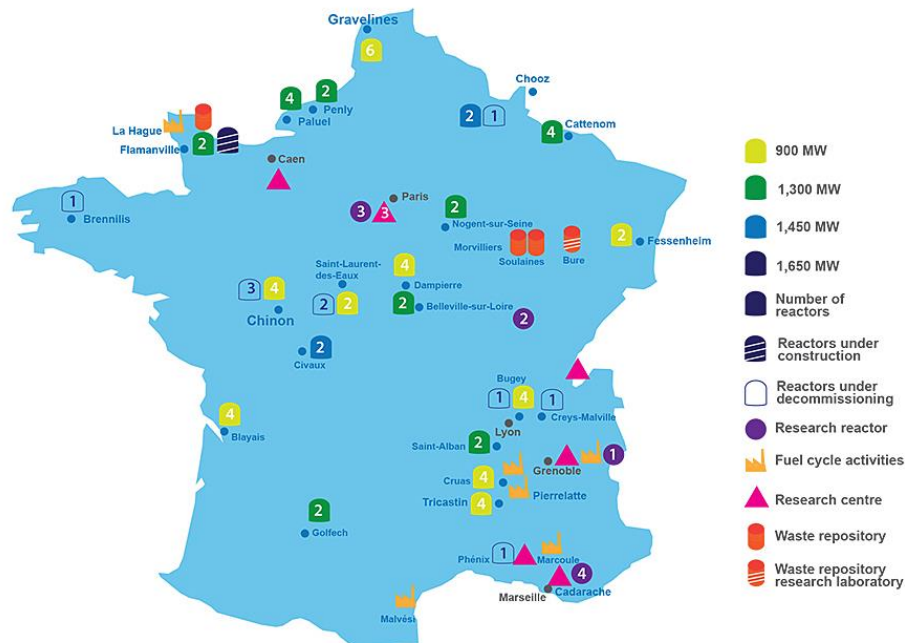 Gravelines
6
Chooz
4
2
Penly
Paluel
2
1
4
Cattenom
La Hague
Flamanville
2
Caen
1
Brennilis
Paris
3
3
2
Nogent-sur-Seine
Morvilliers
Soulaines
Bure
2
Fessenheim
Saint-Laurent-
des-Eaux
4
Dampierre
3
4
Chinon
2
2
2
Belleville-sur-Loire
2
2
Civaux
Bugey
1
4
1
Creys-Malville
Lyon
4
Blayais
Saint-Alban
2
Grenoble
1
Cruas
4
Pierrelatte
Tricastin
4
2
Golfech
Phénix
1
Marcoule
4
Marseille
Cadarache
Malvési
900 MW
1,300 MW
1,450 MW
1,650 MW
Number of
reactors
Reactors under
construction
Reactors under
decommissioning
Research reactor
Fuel cycle activities
Research centre
Waste repository
Waste repository
research laboratory